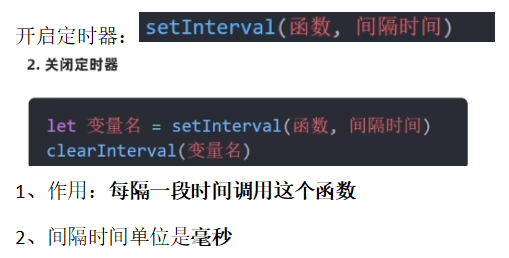 开启定时器：setInterval(函数, 间隔时间)
2. 关闭定时器
let 变量名 = setInterval(函数, 间隔时间)
clearInterval(变量名)
1、作用：每隔一段时间调用这个函数
2、间隔时间单位是毫秒